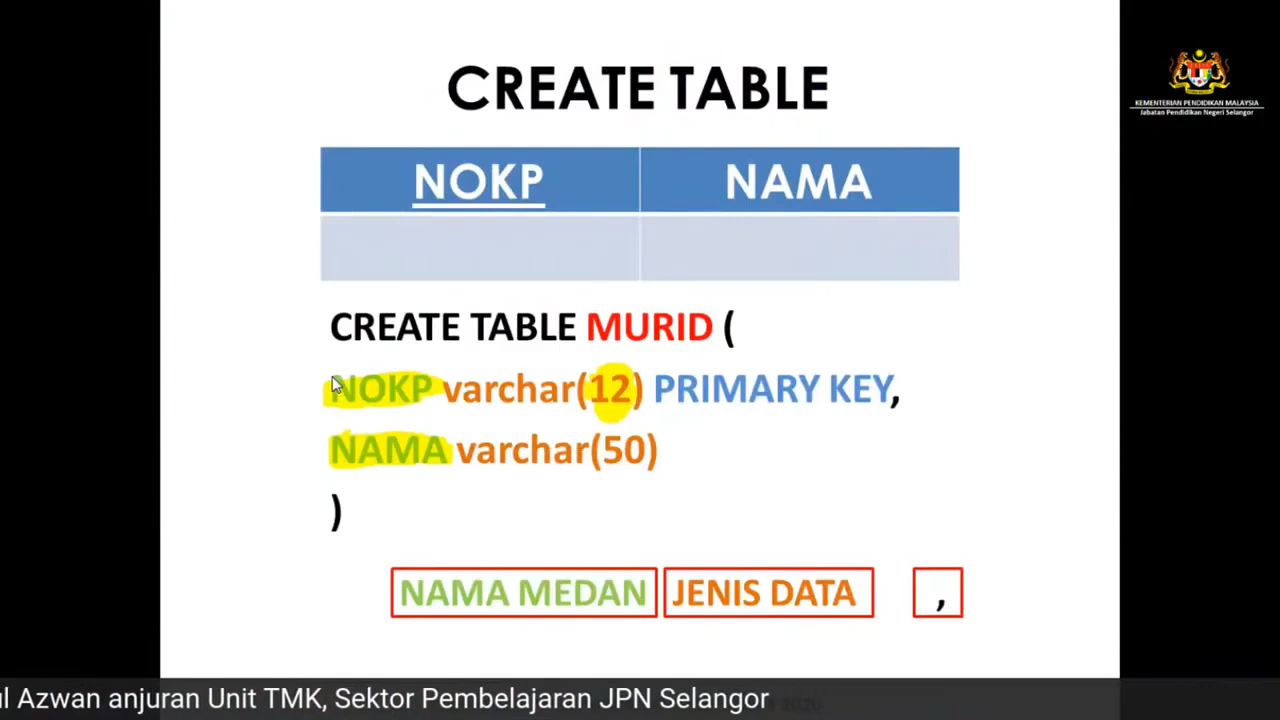 CREATE TABLE
KEMENTERIAN PENDIDIKAN MALAYSIA
Jabatan Pendidikan Negeri Selangor
NOKP NAMA
CREATE TABLE MURID (
NOKP varchar(12) PRIMARY KEY,
NAMA varchar(50)
)
NAMA MEDAN JENIS DATA ,
Azwan anjuran Unit TMK, Sektor Pembelajaran JPN Selangor